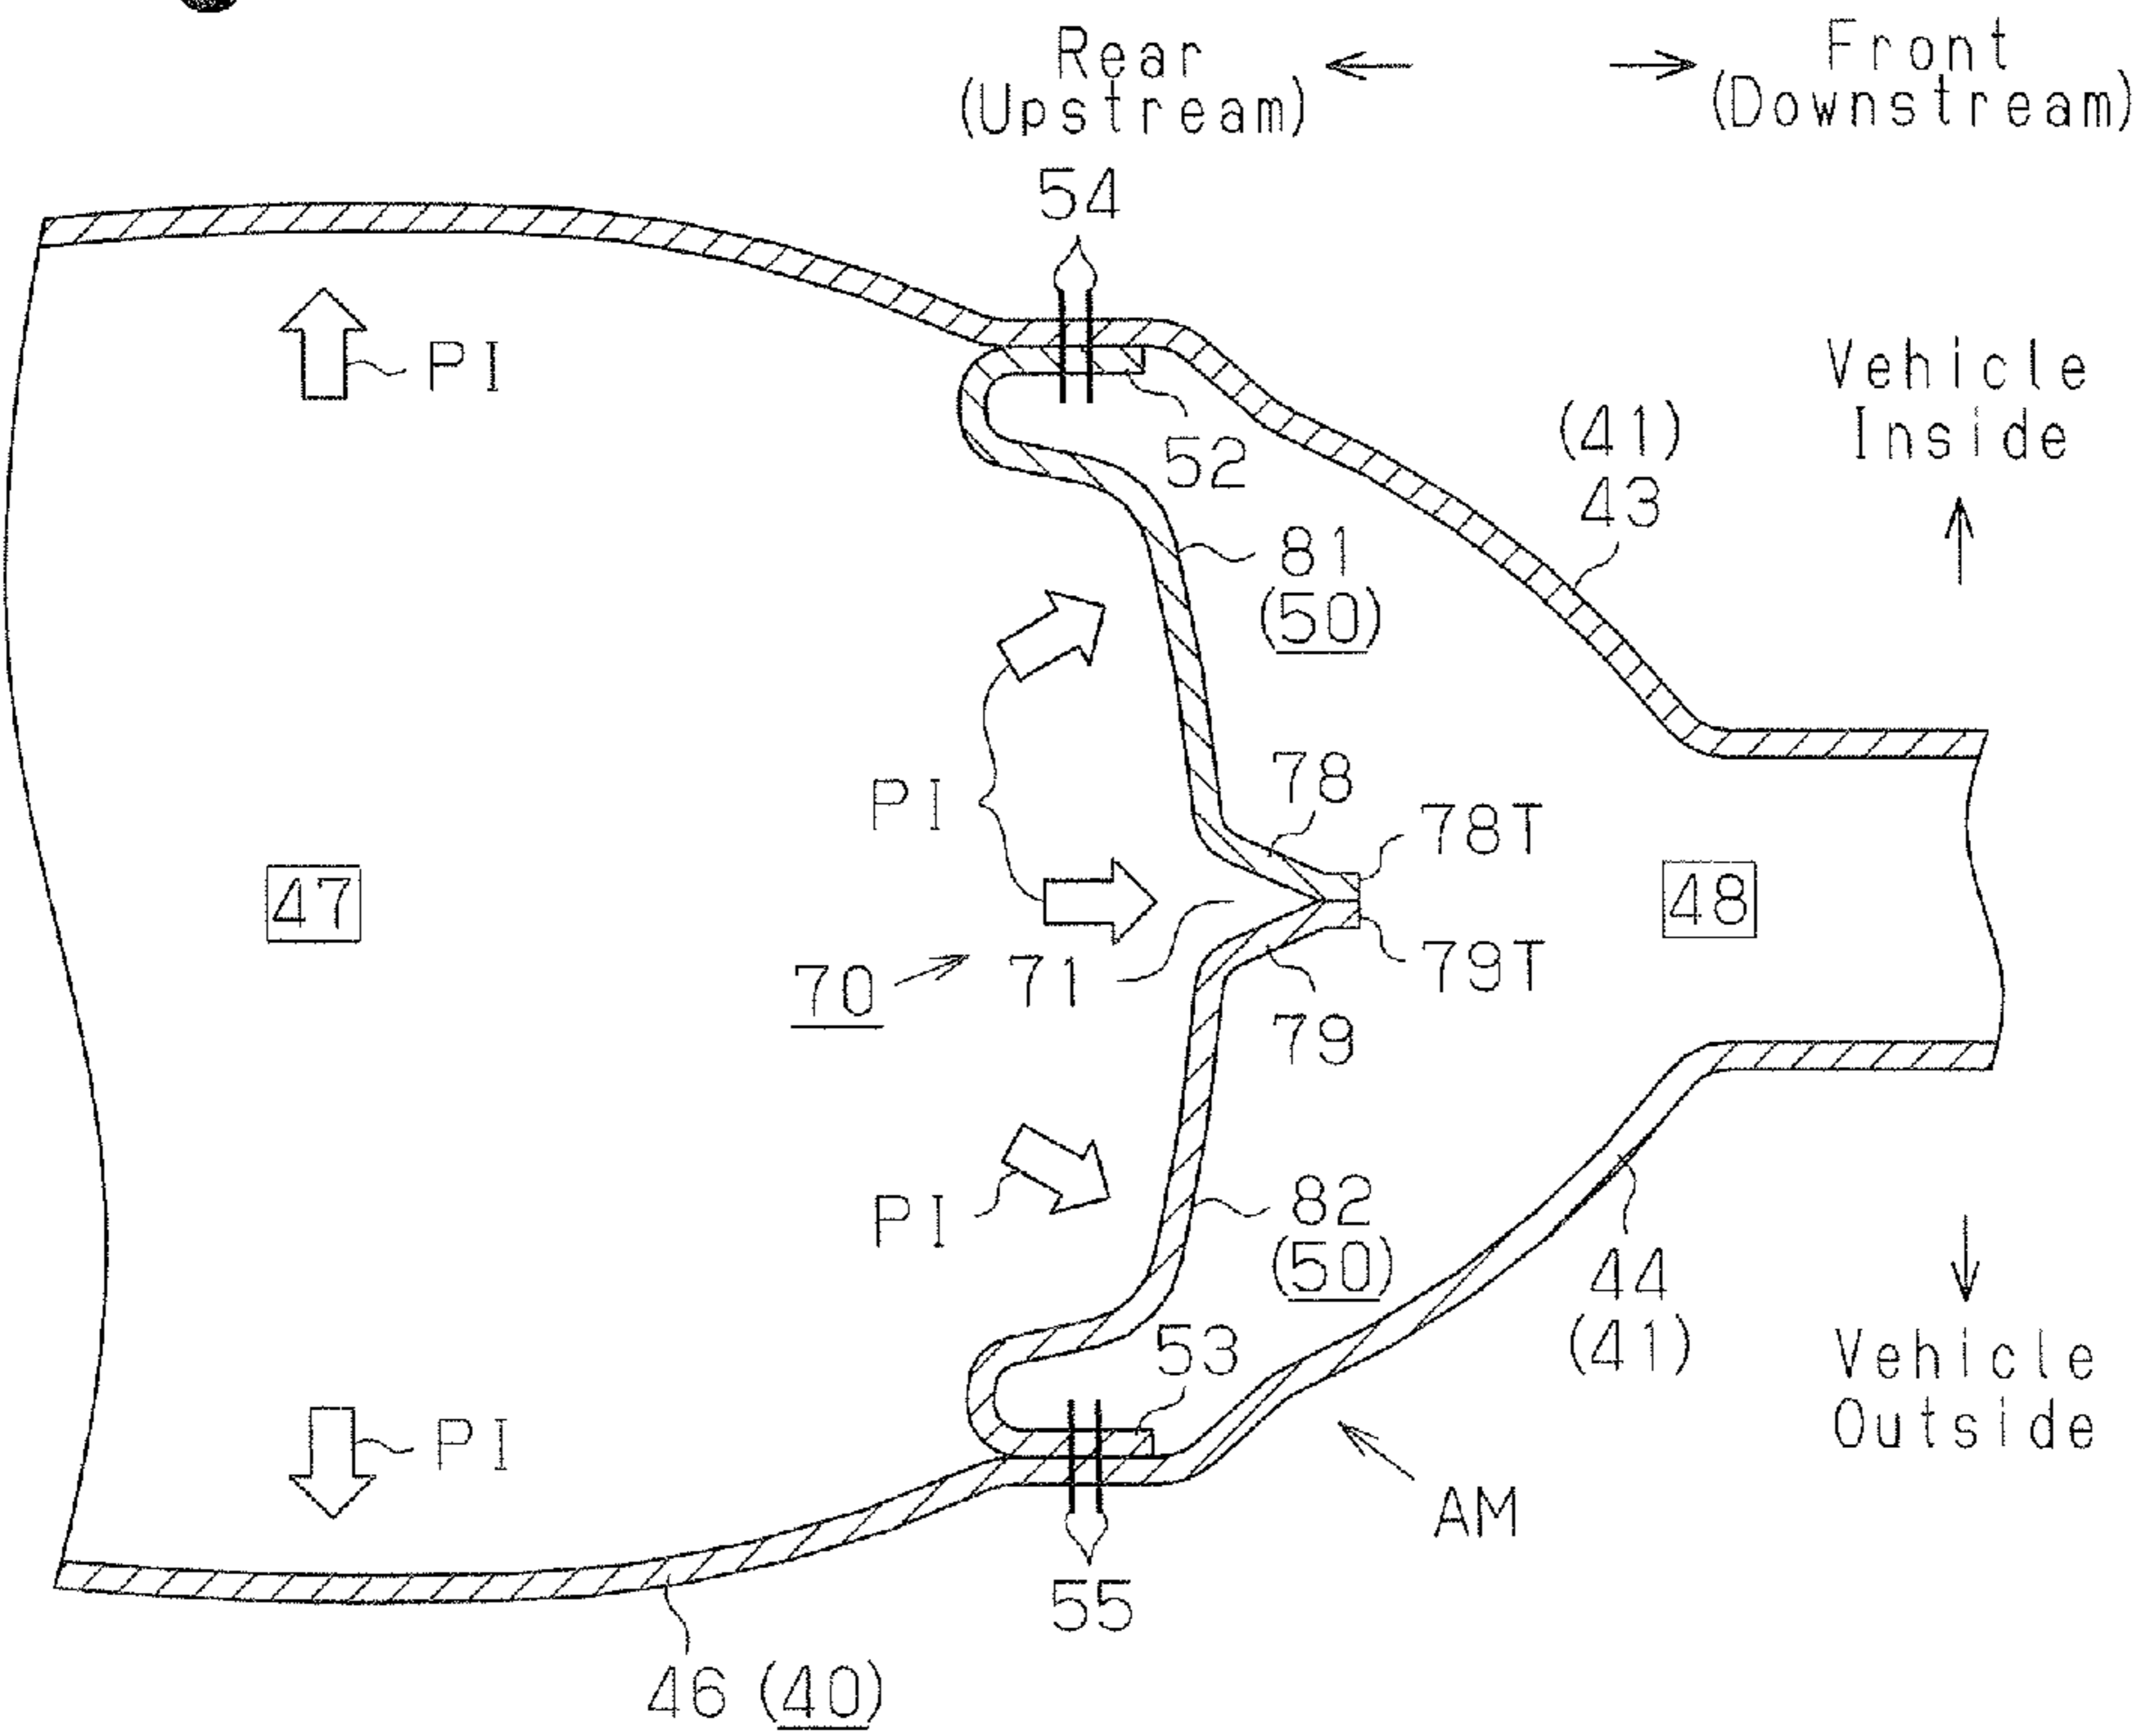 Rear
(Upstream)
Front
(Downstream)
54
PI
Vehicle
Inside
(41)
43
52
81
(50)
PI
78
78T
47
48
71
70
79T
79
PI
82
(50)
53
44
(41)
Vehicle
Outside
PI
AM
55
46 (40)